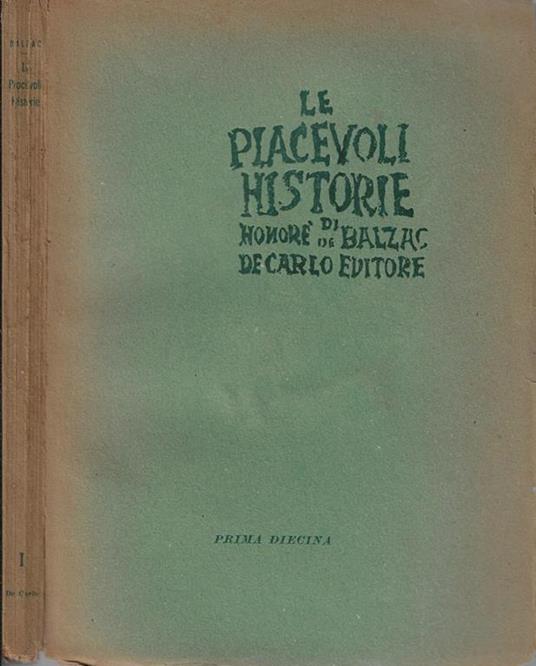 BALZAC
Le
Piacevoli
Historie
I
De Carlo
LE
PIACEVOLI
HISTORIE
DI
HONORÉ DE BALZAC
DE CARLO EDITORE
PRIMA DIECINA